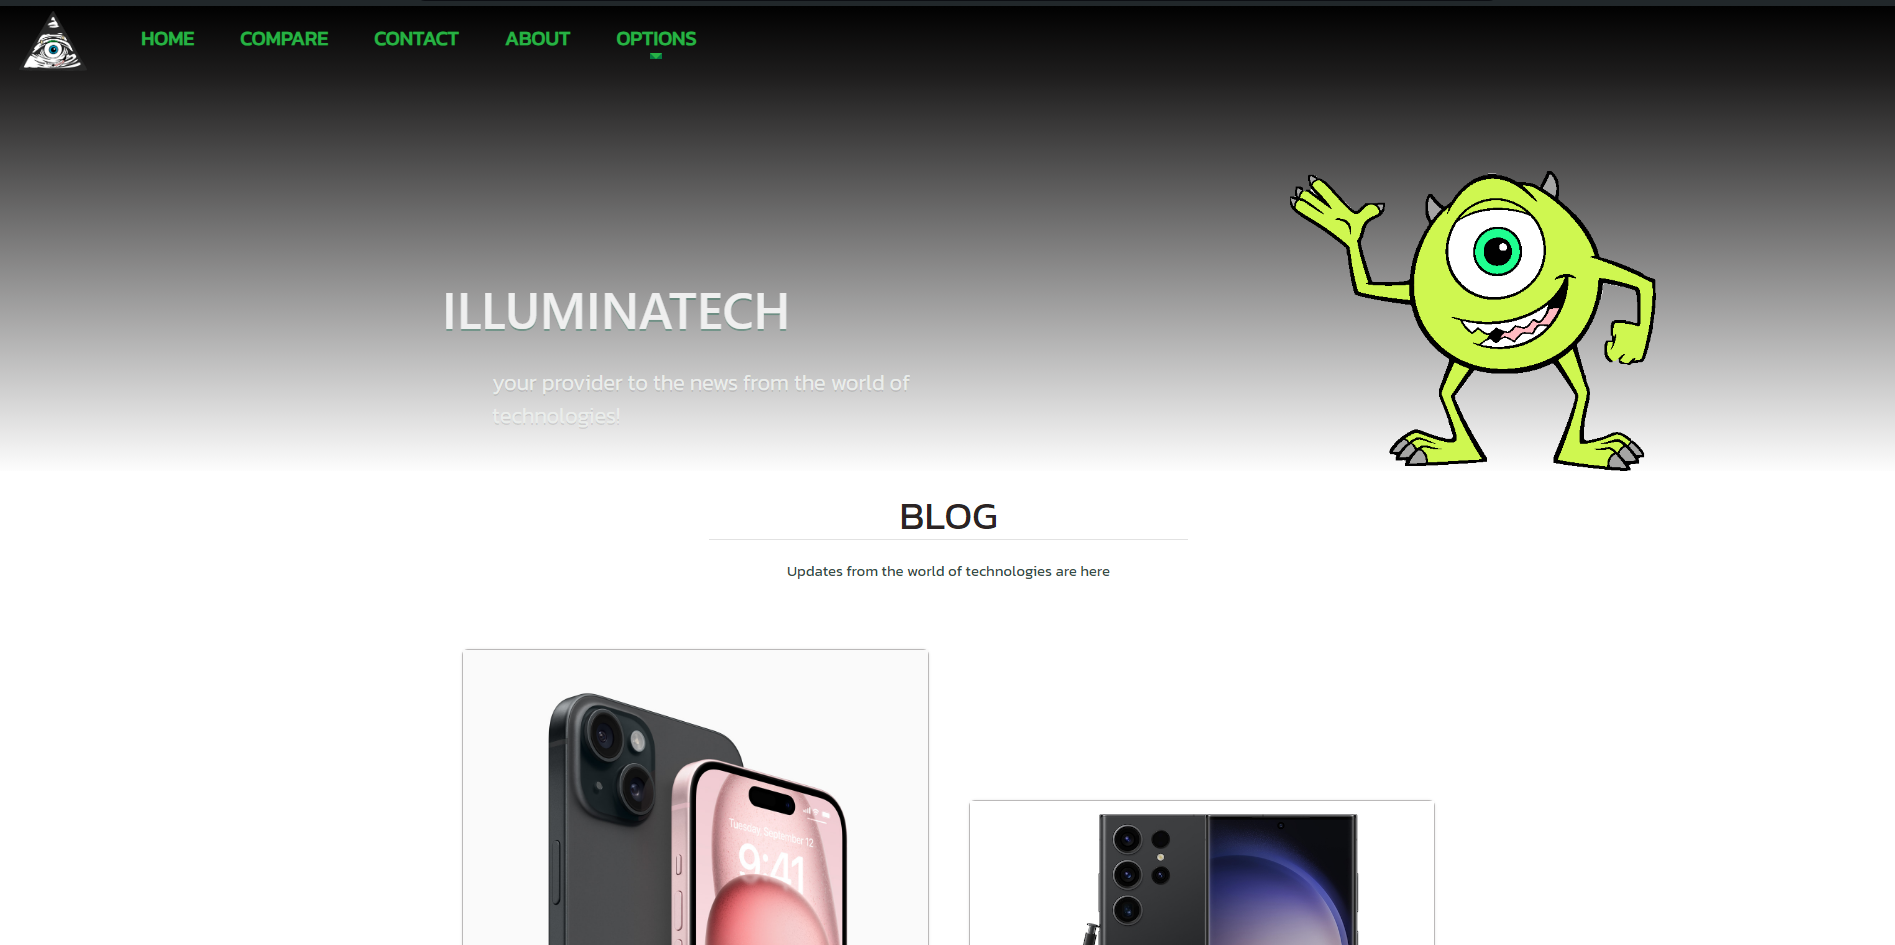 HOME COMPARE CONTACT ABOUT OPTIONS
ILLUMINATECH
your provider to the news from the world of
technologies!
BLOG
Updates from the world of technologies are here
Tuesday, September 12
9:41